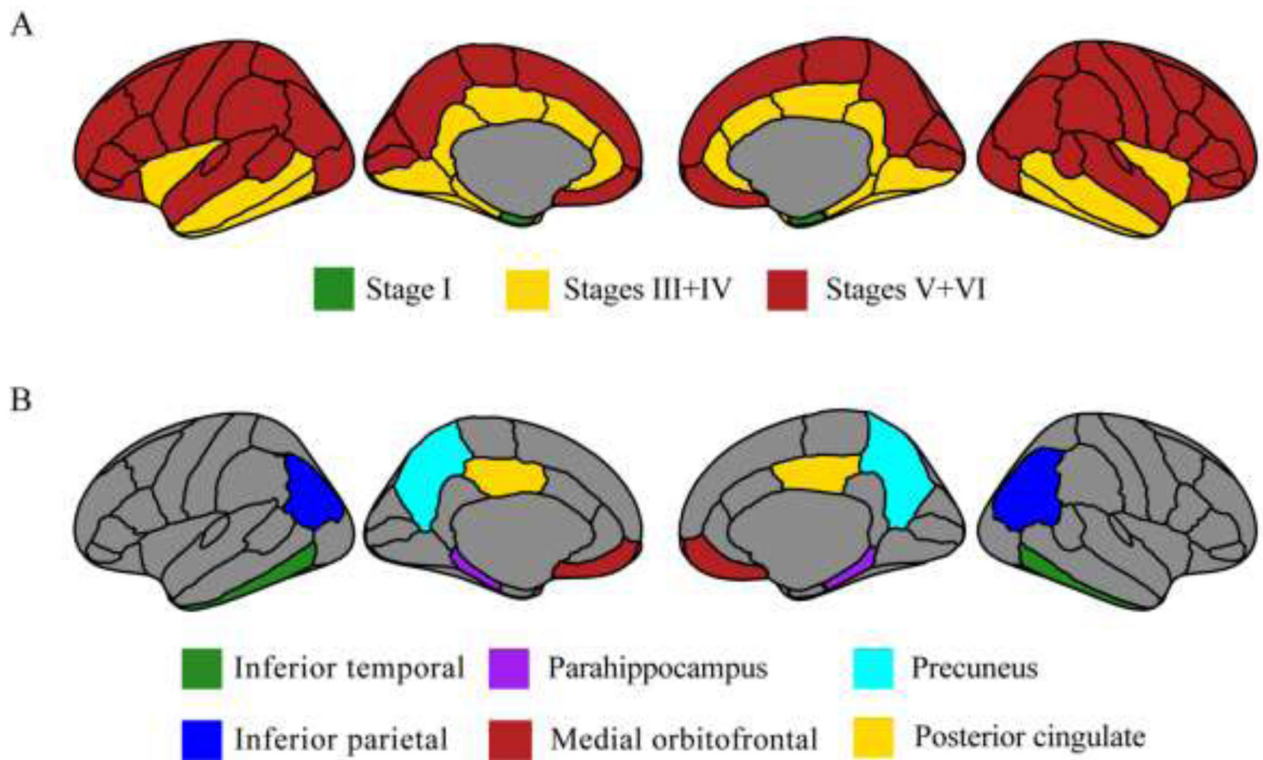 A
Stage I Stages III+IV Stages V+VI
B
Inferior temporal Parahippocampus Precuneus
Inferior parietal Medial orbitofrontal Posterior cingulate